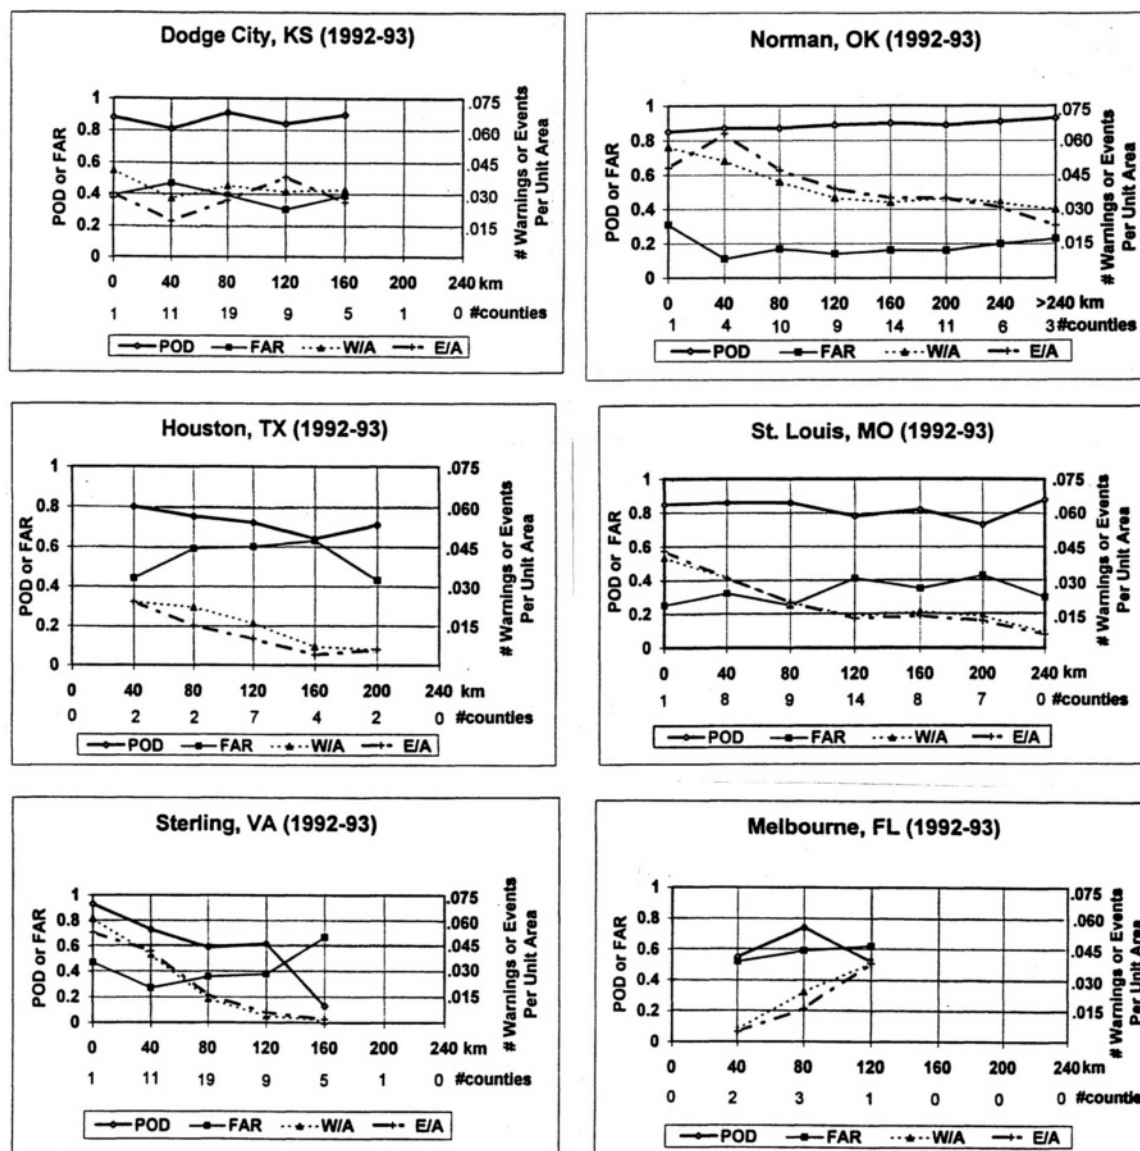 Dodge City, KS (1992-93)
POD or FAR
1
0.8
0.6
0.4
0.2
0
.075
.060
.045
.030
.015
# Warnings or Events
Per Unit Area
0 40 80 120 160 200 240 km
1 11 19 9 5 1 0 #counties
POD FAR W/A E/A
Norman, OK (1992-93)
POD or FAR
1
0.8
0.6
0.4
0.2
0
.075
.060
.045
.030
.015
# Warnings or Events
Per Unit Area
0 40 80 120 160 200 240 >240 km
1 4 10 9 14 11 6 3 #counties
POD FAR W/A E/A
Houston, TX (1992-93)
POD or FAR
1
0.8
0.6
0.4
0.2
0
.075
.060
.045
.030
.015
# Warnings or Events
Per Unit Area
0 40 80 120 160 200 240 km
0 2 2 7 4 2 0 #counties
POD FAR W/A E/A
St. Louis, MO (1992-93)
POD or FAR
1
0.8
0.6
0.4
0.2
0
.075
.060
.045
.030
.015
# Warnings or Events
Per Unit Area
0 40 80 120 160 200 240 km
1 8 9 14 8 7 0 #counties
POD FAR W/A E/A
Sterling, VA (1992-93)
POD or FAR
1
0.8
0.6
0.4
0.2
0
.075
.060
.045
.030
.015
# Warnings or Events
Per Unit Area
0 40 80 120 160 200 240 km
1 11 19 9 5 1 0 #counties
POD FAR W/A E/A
Melbourne, FL (1992-93)
POD or FAR
1
0.8
0.6
0.4
0.2
0
.075
.060
.045
.030
.015
# Warnings or Events
Per Unit Area
0 40 80 120 160 200 240 km
0 2 3 1 0 0 0 #counties
POD FAR W/A E/A